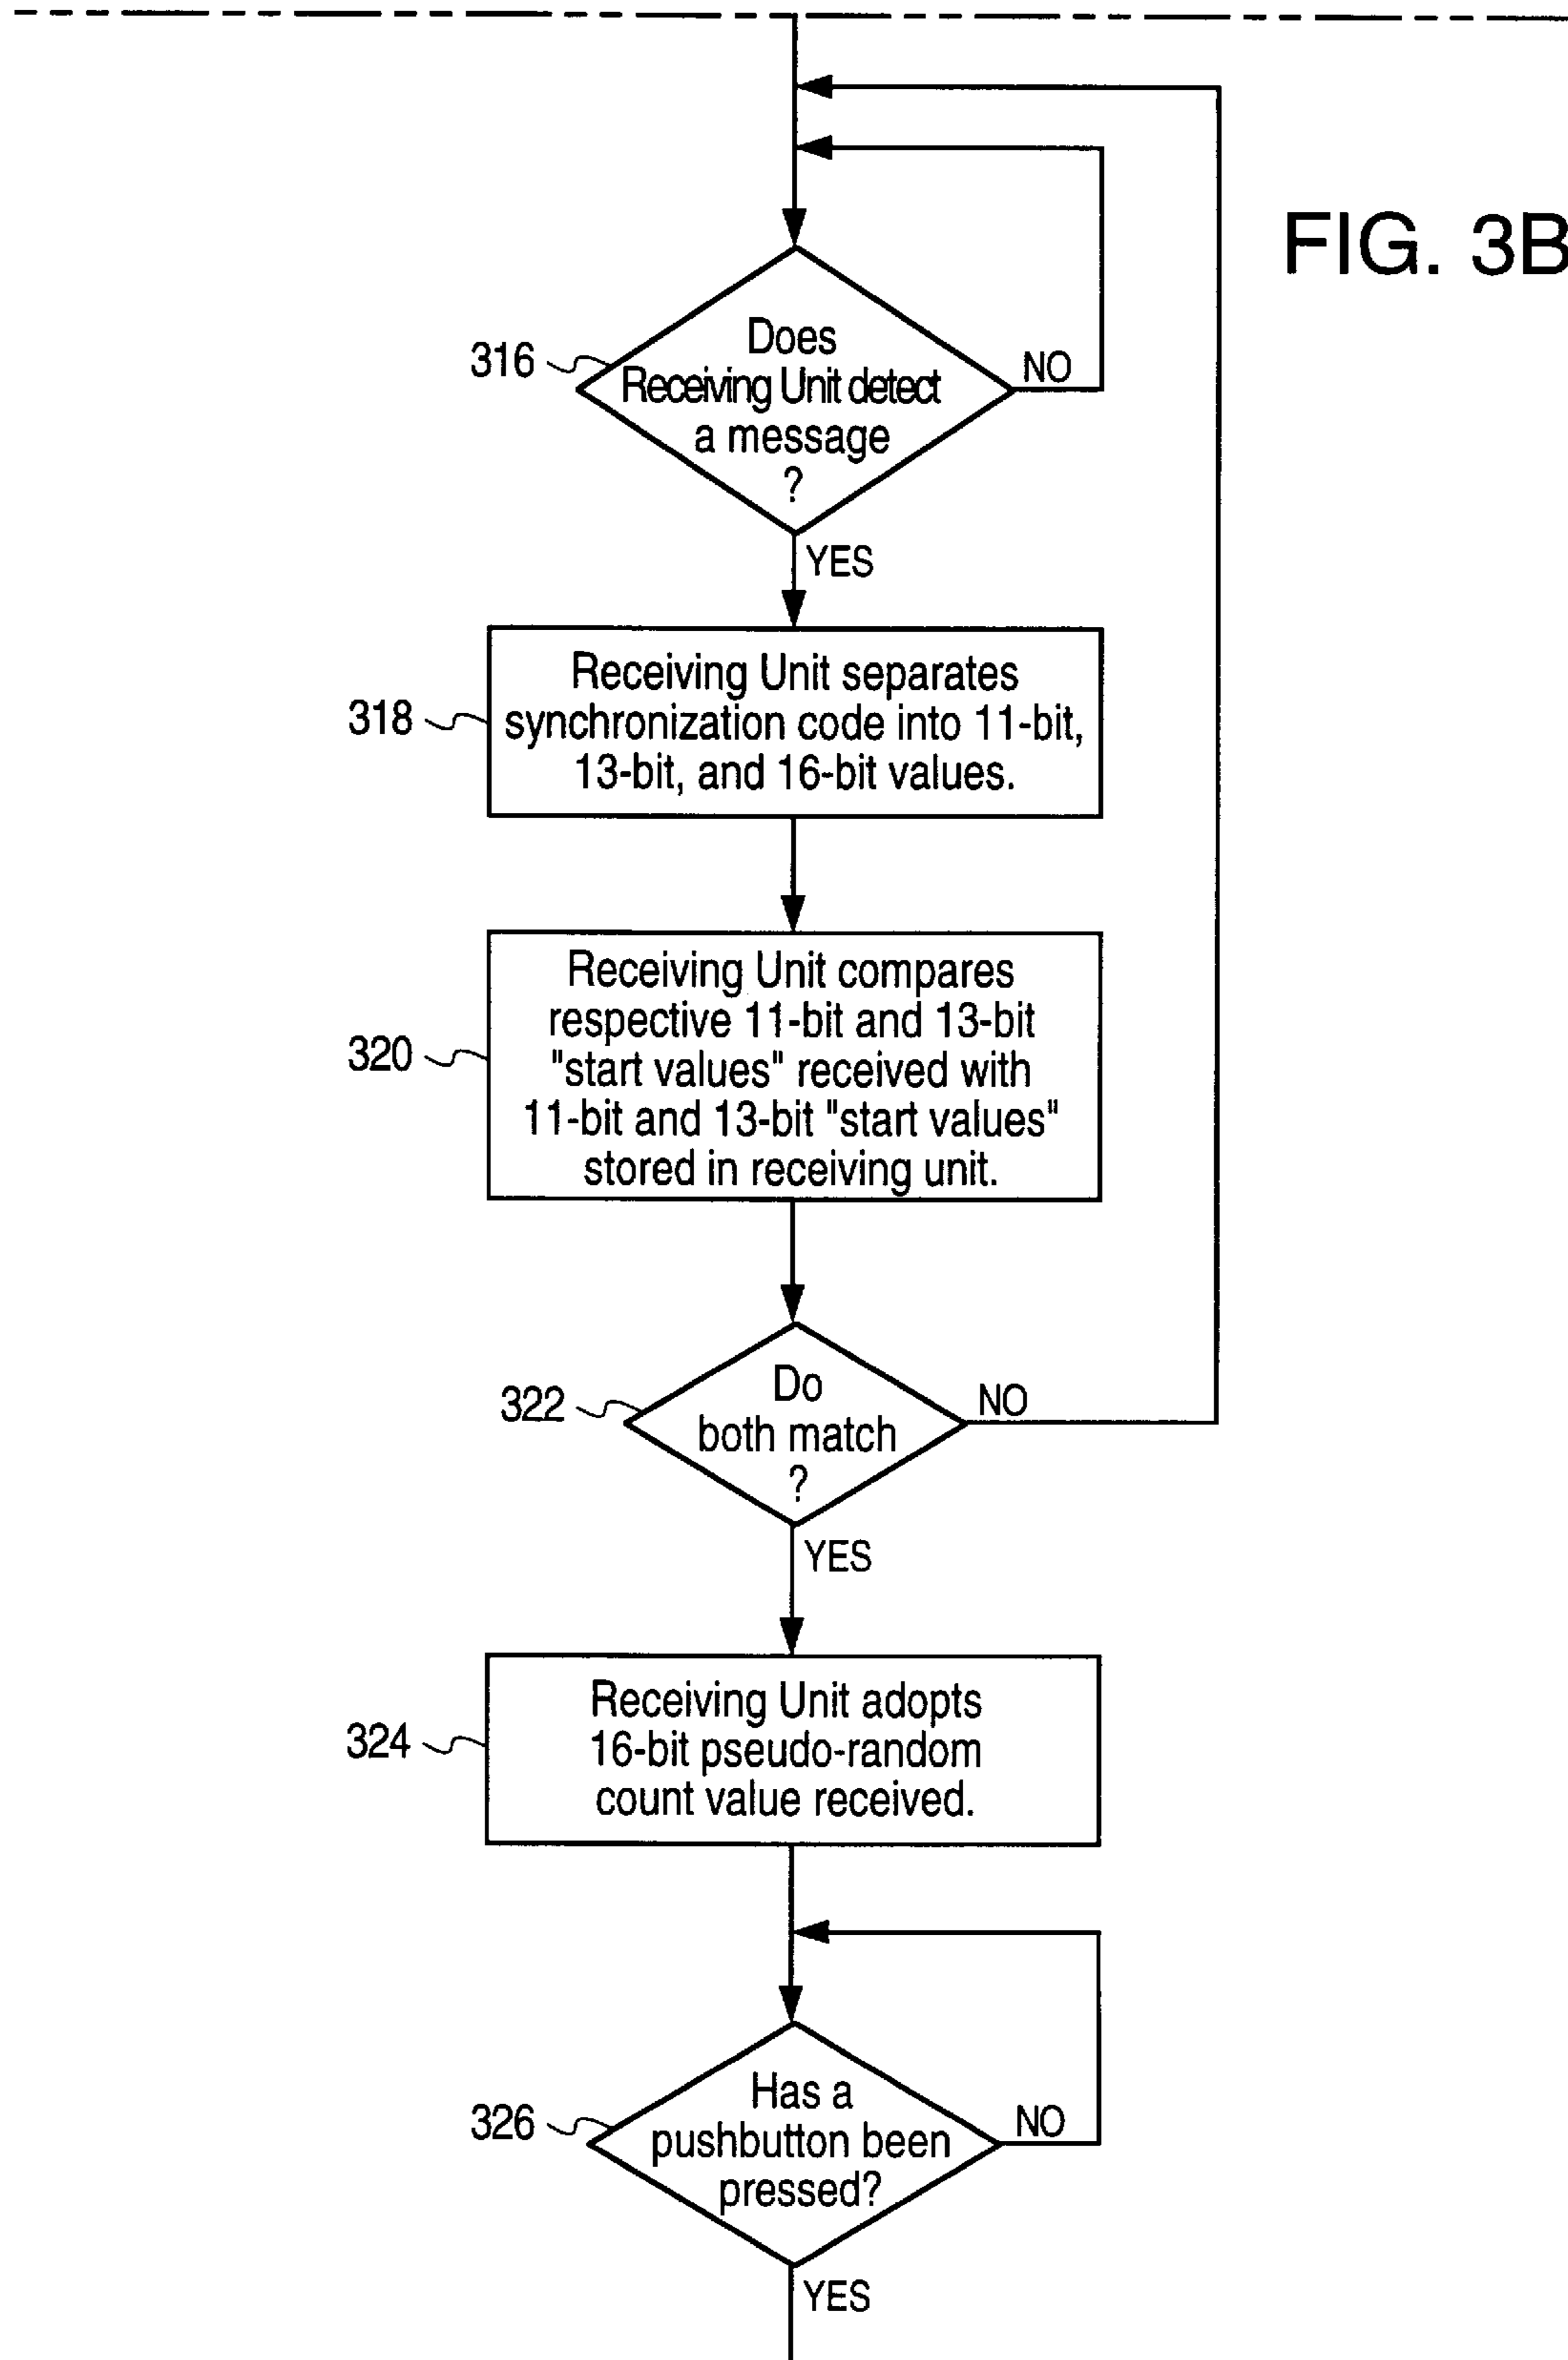 FIG. 3B
316
Does
Receiving Unit detect
a message
?
NO
YES
318
Receiving Unit separates
synchronization code into 11-bit,
13-bit, and 16-bit values.
320
Receiving Unit compares
respective 11-bit and 13-bit
"start values" received with
11-bit and 13-bit "start values"
stored in receiving unit.
322
Do
both match
?
NO
YES
324
Receiving Unit adopts
16-bit pseudo-random
count value received.
326
Has a
pushbutton been
pressed?
NO
YES